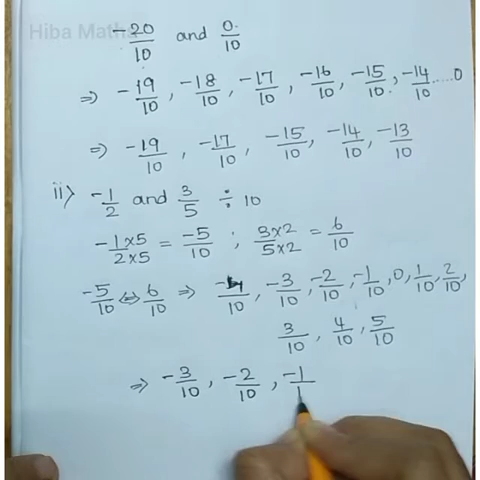 Hiba Maths
-20/10 and 0/10
⇒ -19/10, -18/10, -17/10, -16/10, -15/10, -14/10 .....0
⇒ -19/10, -17/10, -15/10, -14/10, -13/10
ii) -1/2 and 3/5 ÷ 10
-1×5/2×5 = -5/10 ; 3×2/5×2 = 6/10
-5/10 ⇔ 6/10 ⇒ -4/10, -3/10, -2/10, -1/10, 0, 1/10, 2/10,
3/10, 4/10, 5/10
⇒ -3/10, -2/10, -1/1